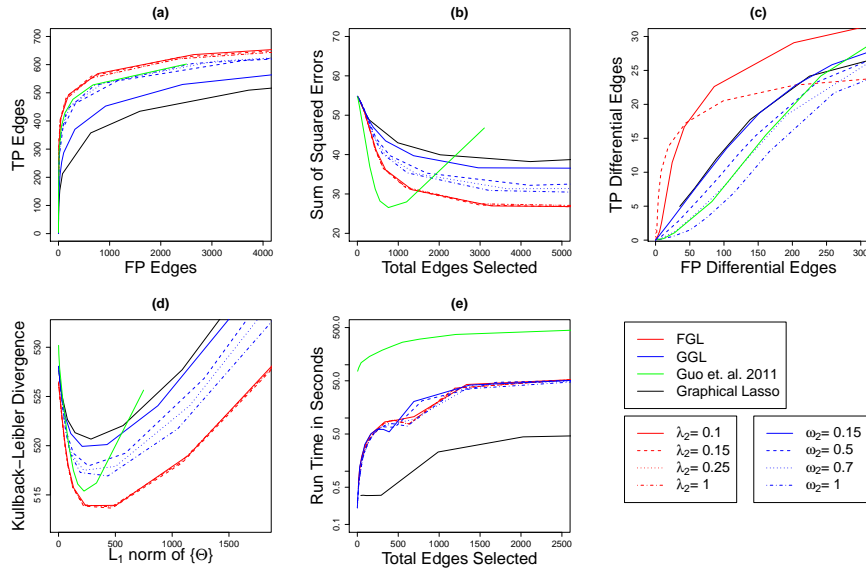 (a)
TP Edges
700
600
500
400
300
200
100
0
0
1000
2000
3000
4000
FP Edges
(b)
Sum of Squared Errors
70
60
50
40
30
20
0
1000
2000
3000
4000
5000
Total Edges Selected
(c)
TP Differential Edges
30
25
20
15
10
5
0
0
50
100
150
200
250
300
FP Differential Edges
(d)
Kullback−Leibler Divergence
530
525
520
515
0
500
1000
1500
L1 norm of {Θ}
(e)
Run Time in Seconds
500.0
50.0
5.0
0.5
0.1
0
500
1000
1500
2000
2500
Total Edges Selected
FGL
GGL
Guo et. al. 2011
Graphical Lasso
λ2= 0.1
λ2= 0.15
λ2= 0.25
λ2= 1
ω2= 0.15
ω2= 0.5
ω2= 0.7
ω2= 1